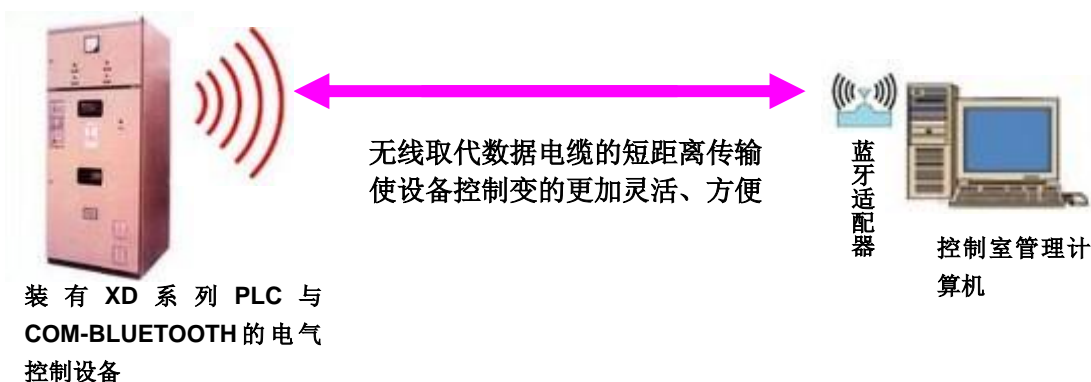 无线取代数据电缆的短距离传输
使设备控制变的更加灵活、方便
蓝牙适配器
控制室管理计
算机
装有 XD 系列 PLC 与
COM-BLUETOOTH 的电气
控制设备